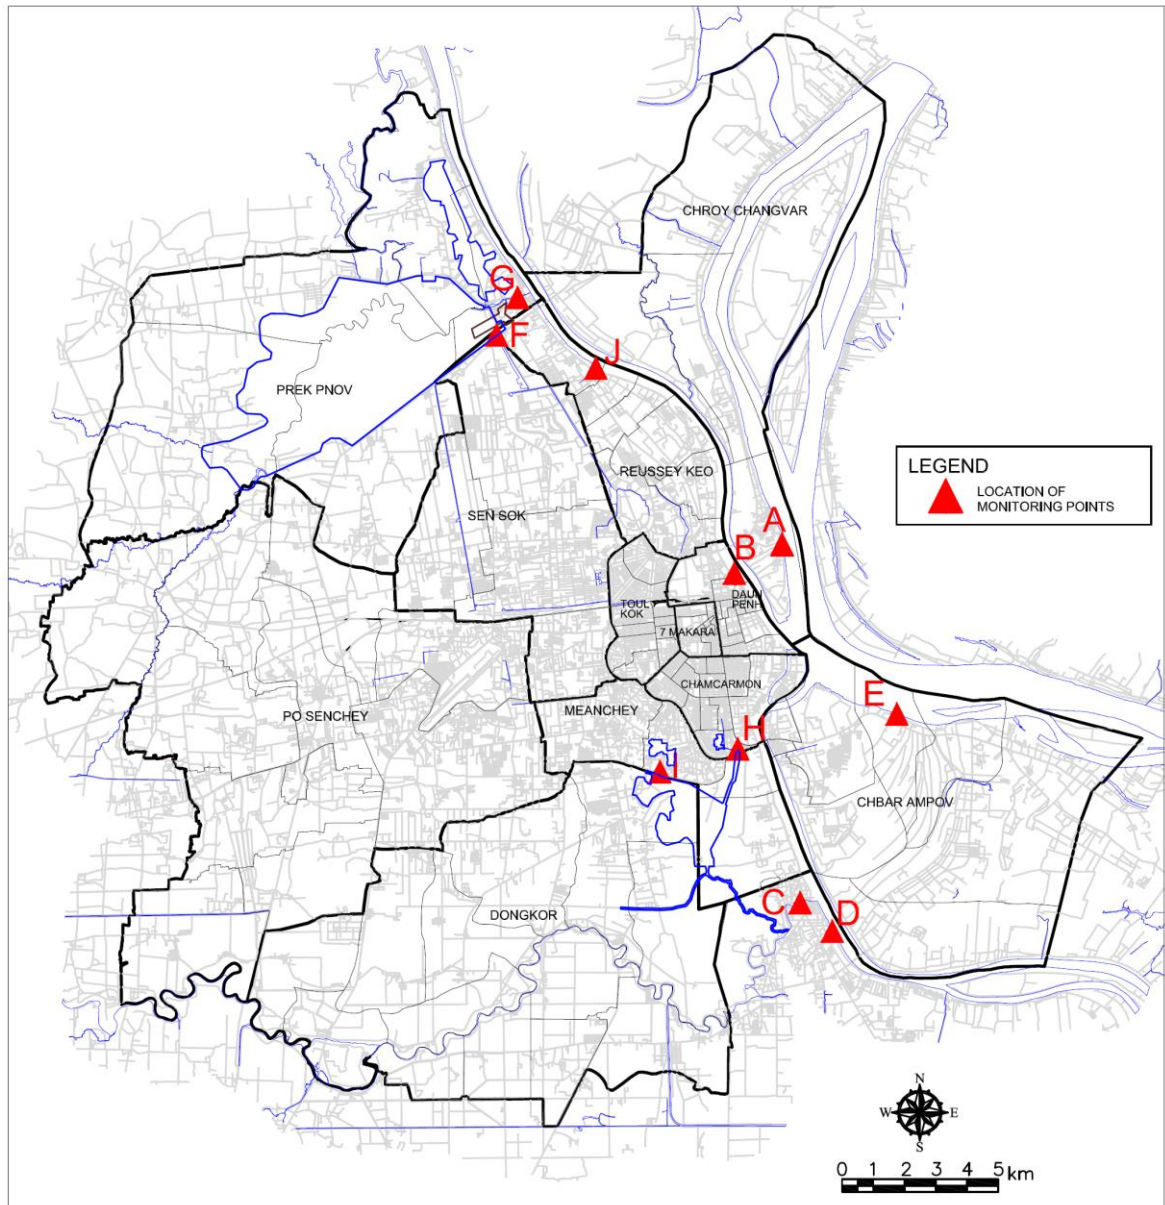 CHROY CHANGVAR
G
F
J
PREK PNOV
REUSSEY KEO
LEGEND
LOCATION OF
MONITORING POINTS
SEN SOK
A
B
DAUN
PENH
TOUL
KOK
7 MAKARA
CHAMCARMON
E
MEANCHEY
PO SENCHEY
H
I
CHBAR AMPOV
C
D
DONGKOR
N
W E
S
0 1 2 3 4 5 km